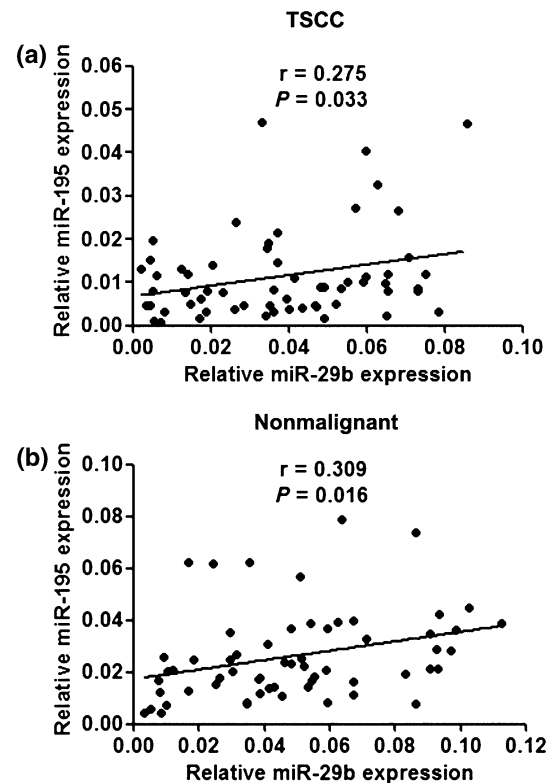 TSCC
(a)
r = 0.275
P = 0.033
Relative miR-195 expression
0.06
0.05
0.04
0.03
0.02
0.01
0.00
0.00 0.02 0.04 0.06 0.08 0.10
Relative miR-29b expression
Nonmalignant
(b)
r = 0.309
P = 0.016
Relative miR-195 expression
0.10
0.08
0.06
0.04
0.02
0.00
0.00 0.02 0.04 0.06 0.08 0.10 0.12
Relative miR-29b expression